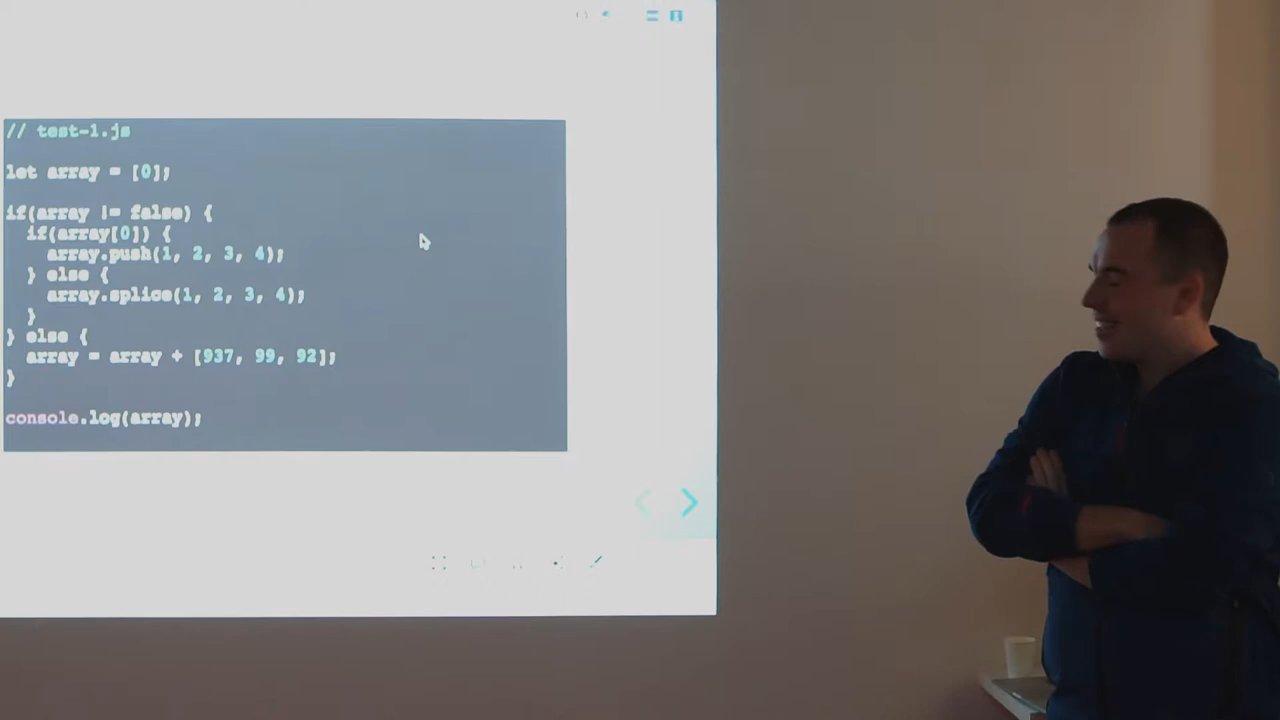 // test-1.js
let array = [0];
if(array != false) {
if(array[0]) {
array.push(1, 2, 3, 4);
} else {
array.splice(1, 2, 3, 4);
}
} else {
array = array + [937, 99, 92];
}
console.log(array);